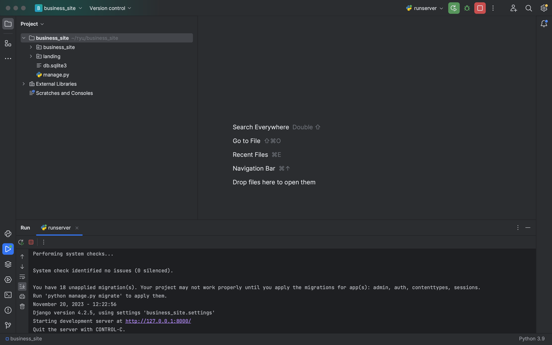 B business_site Version control runserver
Project
business_site ~/tyu/business_site
business_site
landing
db.sqlite3
manage.py
External Libraries
Scratches and Consoles
Search Everywhere Double ⇧
Go to File ⇧⌘O
Recent Files ⌘E
Navigation Bar ⌘↑
Drop files here to open them
Run runserver
Performing system checks...
System check identified no issues (0 silenced).
You have 18 unapplied migration(s). Your project may not work properly until you apply the migrations for app(s): admin, auth, contenttypes, sessions.
Run 'python manage.py migrate' to apply them.
November 20, 2023 - 12:22:56
Django version 4.2.5, using settings 'business_site.settings'
Starting development server at http://127.0.0.1:8000/
Quit the server with CONTROL-C.
business_site Python 3.9